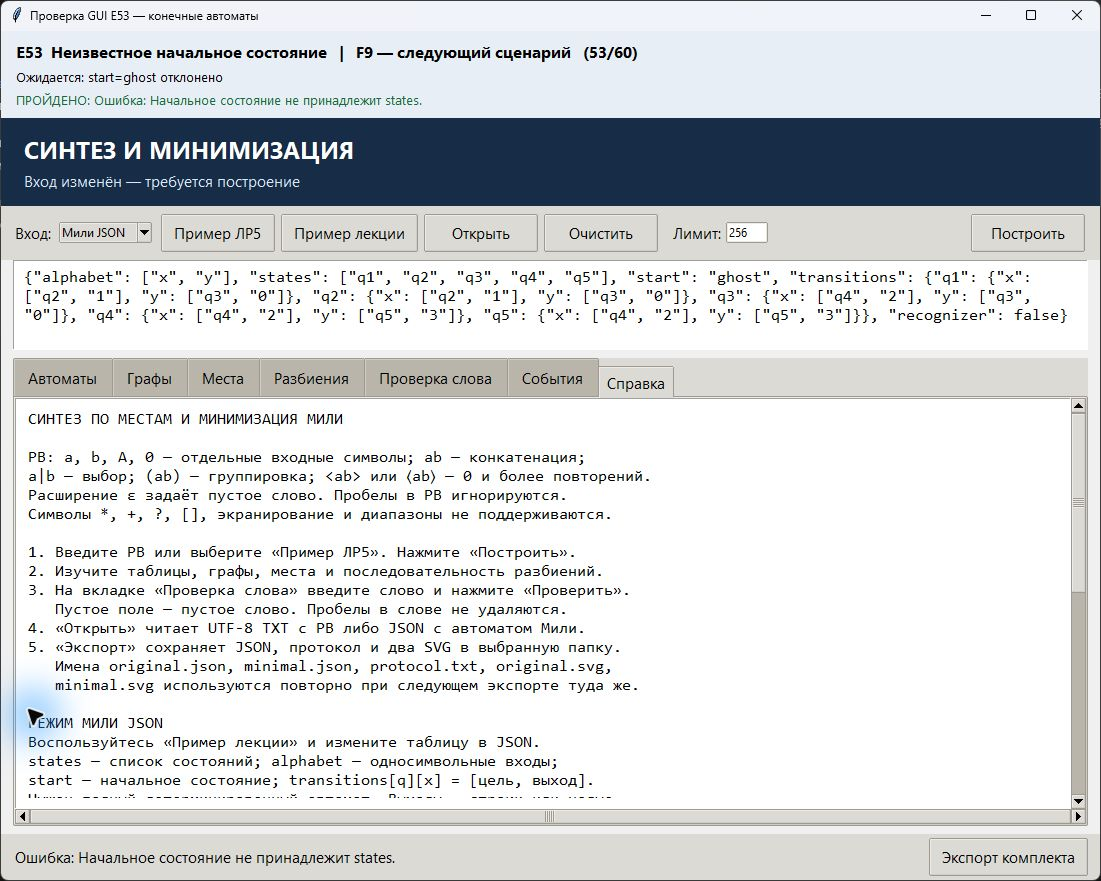 Проверка GUI E53 — конечные автоматы
E53 Неизвестное начальное состояние | F9 — следующий сценарий (53/60)
Ожидается: start=ghost отклонено
ПРОЙДЕНО: Ошибка: Начальное состояние не принадлежит states.
СИНТЕЗ И МИНИМИЗАЦИЯ
Вход изменён — требуется построение
Вход: Мили JSON Пример ЛР5 Пример лекции Открыть Очистить Лимит: 256 Построить
{"alphabet": ["x", "y"], "states": ["q1", "q2", "q3", "q4", "q5"], "start": "ghost", "transitions": {"q1": {"x":
["q2", "1"], "y": ["q3", "0"]}, "q2": {"x": ["q2", "1"], "y": ["q3", "0"]}, "q3": {"x": ["q4", "2"], "y": ["q3",
"0"]}, "q4": {"x": ["q4", "2"], "y": ["q5", "3"]}, "q5": {"x": ["q4", "2"], "y": ["q5", "3"]}}, "recognizer": false}
Автоматы Графы Места Разбиения Проверка слова События Справка
СИНТЕЗ ПО МЕСТАМ И МИНИМИЗАЦИЯ МИЛИ
РВ: a, b, A, 0 — отдельные входные символы; ab — конкатенация;
a|b — выбор; (ab) — группировка; <ab> или ⟨ab⟩ — 0 и более повторений.
Расширение ε задаёт пустое слово. Пробелы в РВ игнорируются.
Символы *, +, ?, [], экранирование и диапазоны не поддерживаются.
1. Введите РВ или выберите «Пример ЛР5». Нажмите «Построить».
2. Изучите таблицы, графы, места и последовательность разбиений.
3. На вкладке «Проверка слова» введите слово и нажмите «Проверить».
Пустое поле — пустое слово. Пробелы в слове не удаляются.
4. «Открыть» читает UTF-8 TXT с РВ либо JSON с автоматом Мили.
5. «Экспорт» сохраняет JSON, протокол и два SVG в выбранную папку.
Имена original.json, minimal.json, protocol.txt, original.svg,
minimal.svg используются повторно при следующем экспорте туда же.
РЕЖИМ МИЛИ JSON
Воспользуйтесь «Пример лекции» и измените таблицу в JSON.
states — список состояний; alphabet — односимвольные входы;
start — начальное состояние; transitions[q][x] = [цель, выход].
Ошибка: Начальное состояние не принадлежит states.
Экспорт комплекта